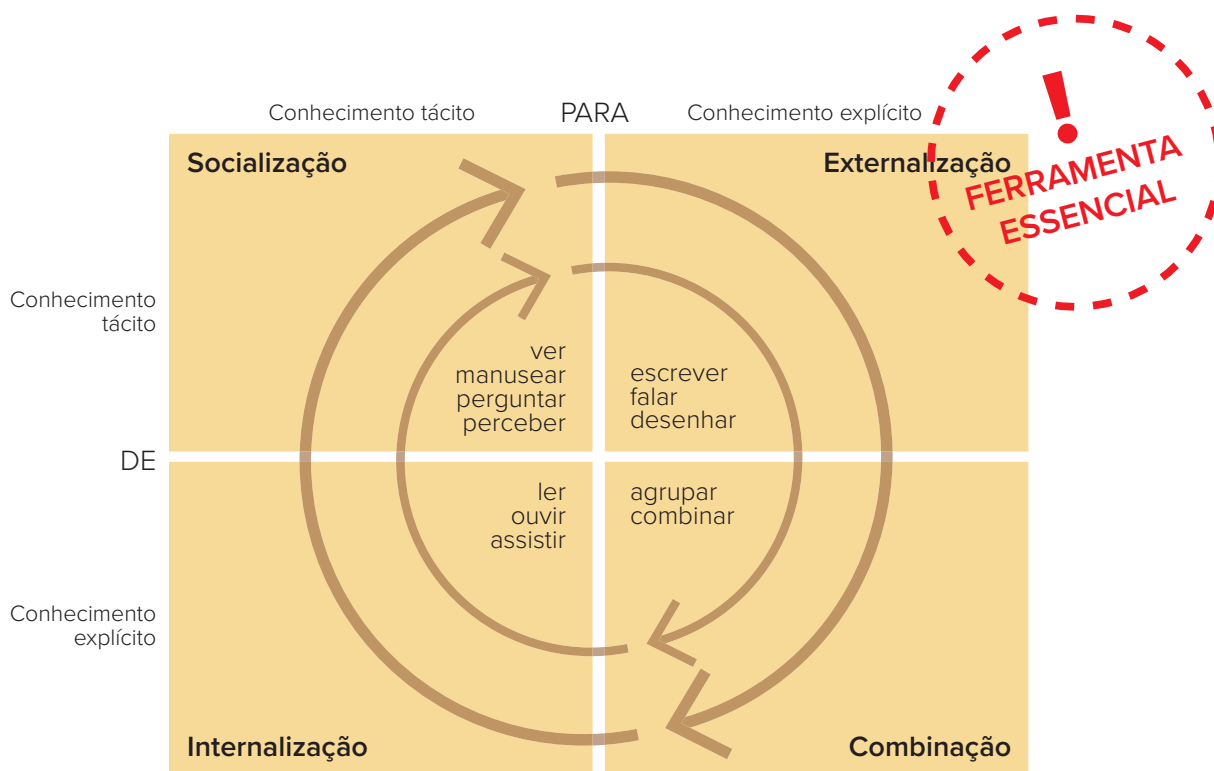 Conhecimento tácito
PARA
Conhecimento explícito
!
FERRAMENTA
ESSENCIAL
Socialização
Externalização
Conhecimento
tácito
ver
manusear
perguntar
perceber
escrever
falar
desenhar
DE
ler
ouvir
assistir
agrupar
combinar
Conhecimento
explícito
Internalização
Combinação